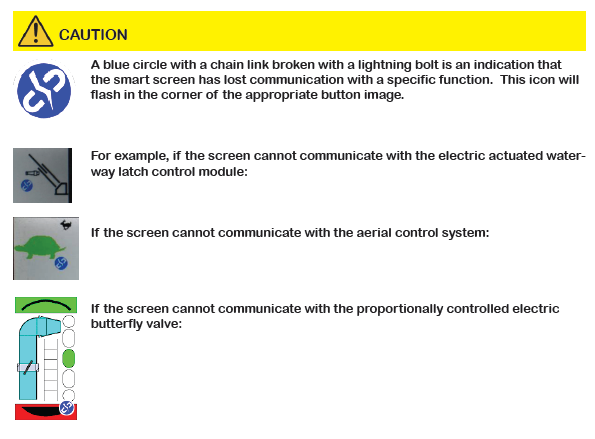 CAUTION
A blue circle with a chain link broken with a lightning bolt is an indication that
the smart screen has lost communication with a specific function.  This icon will
flash in the corner of the appropriate button image.
For example, if the screen cannot communicate with the electric actuated water-
way latch control module:
If the screen cannot communicate with the aerial control system:
If the screen cannot communicate with the proportionally controlled electric
butterfly valve: